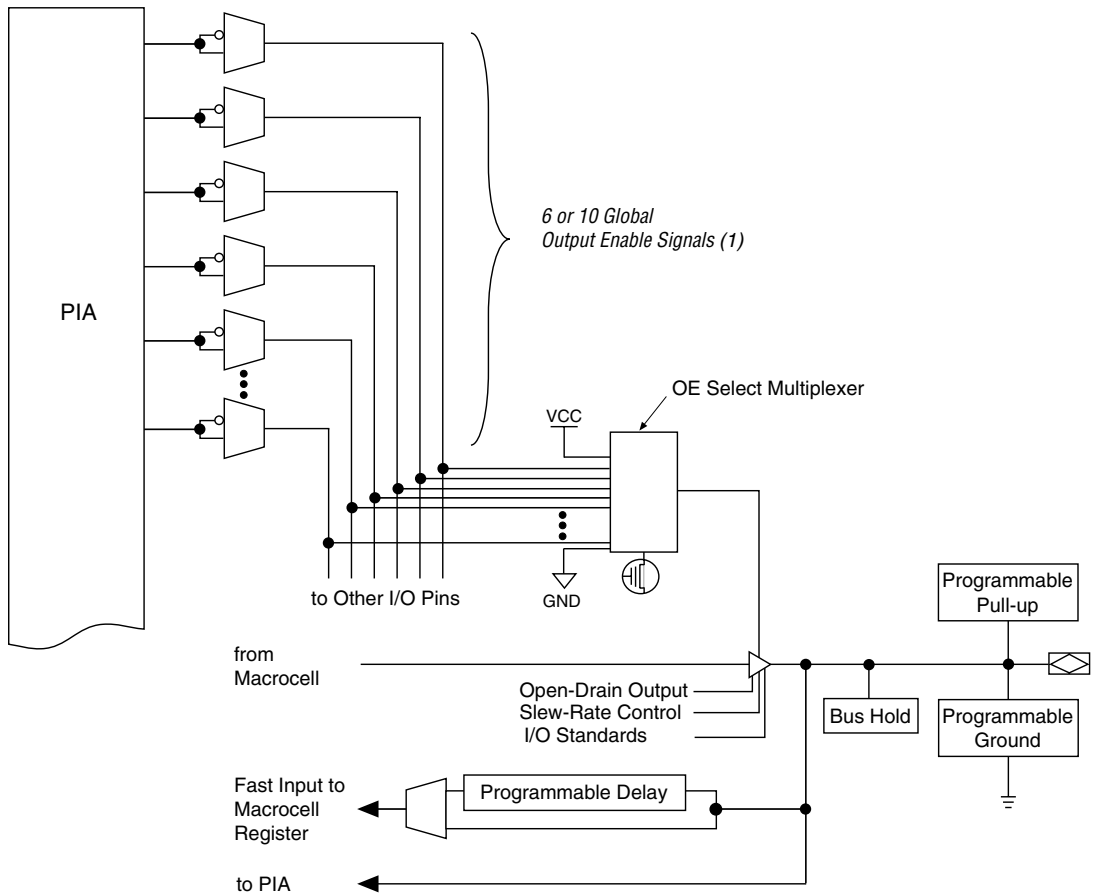 PIA
6 or 10 Global
Output Enable Signals (1)
OE Select Multiplexer
VCC
GND
to Other I/O Pins
Programmable
Pull-up
from
Macrocell
Open-Drain Output
Slew-Rate Control
I/O Standards
Bus Hold
Programmable
Ground
Fast Input to
Macrocell
Register
Programmable Delay
to PIA